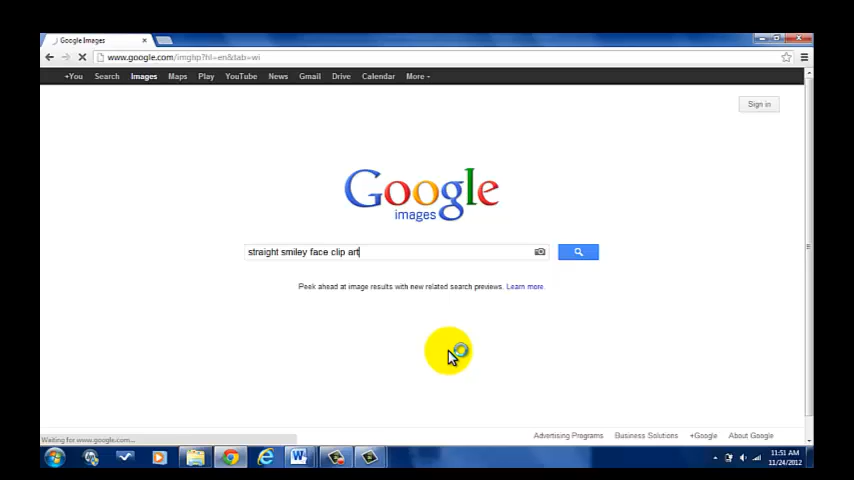 Google Images
www.google.com/imghp?hl=en&tab=wi
+You Search Images Maps Play YouTube News Gmail Drive Calendar More
Sign in
Google
images
straight smiley face clip art
Peek ahead at image results with new related search previews. Learn more.
Waiting for www.google.com...
Advertising Programs Business Solutions +Google About Google
11:51 AM
11/24/2012